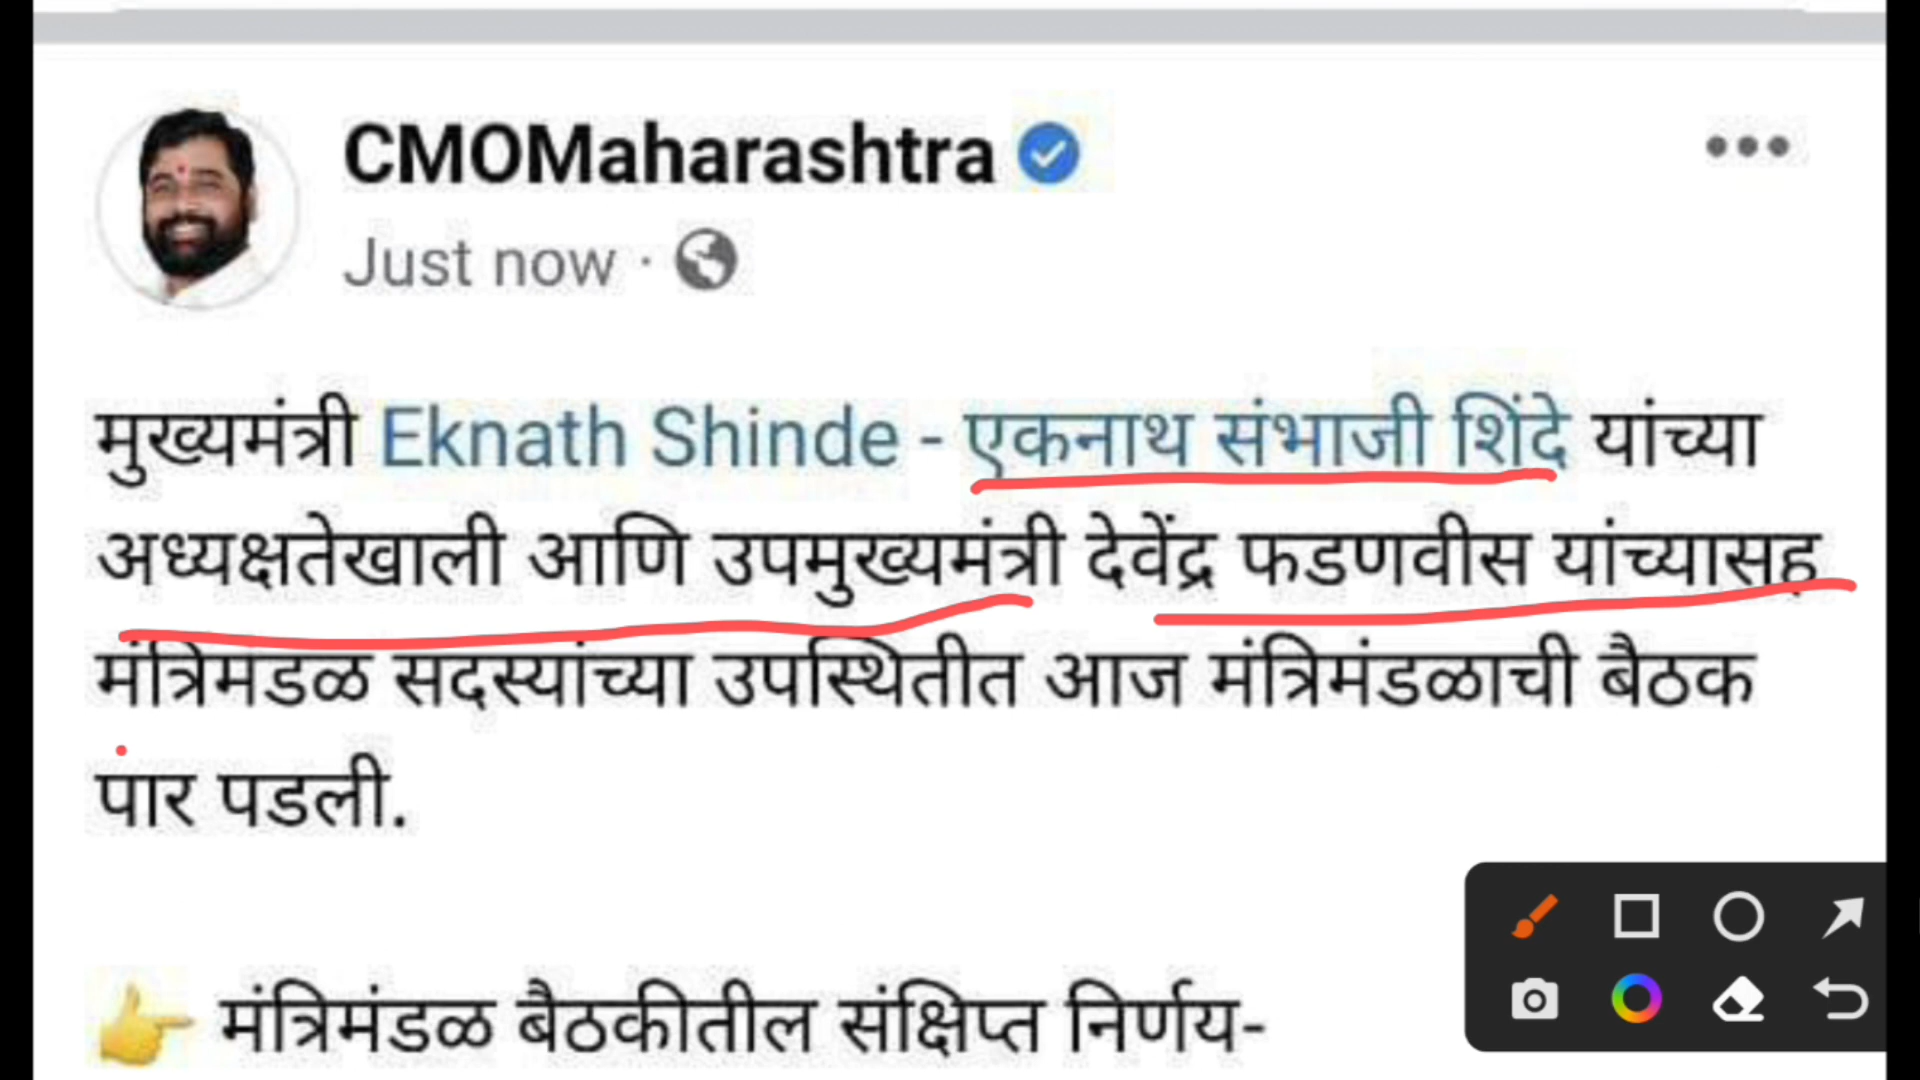 CMOMaharashtra
Just now ·
मुख्यमंत्री Eknath Shinde - एकनाथ संभाजी शिंदे यांच्या
अध्यक्षतेखाली आणि उपमुख्यमंत्री देवेंद्र फडणवीस यांच्यासह
मंत्रिमंडळ सदस्यांच्या उपस्थितीत आज मंत्रिमंडळाची बैठक
पार पडली.
👉 मंत्रिमंडळ बैठकीतील संक्षिप्त निर्णय-